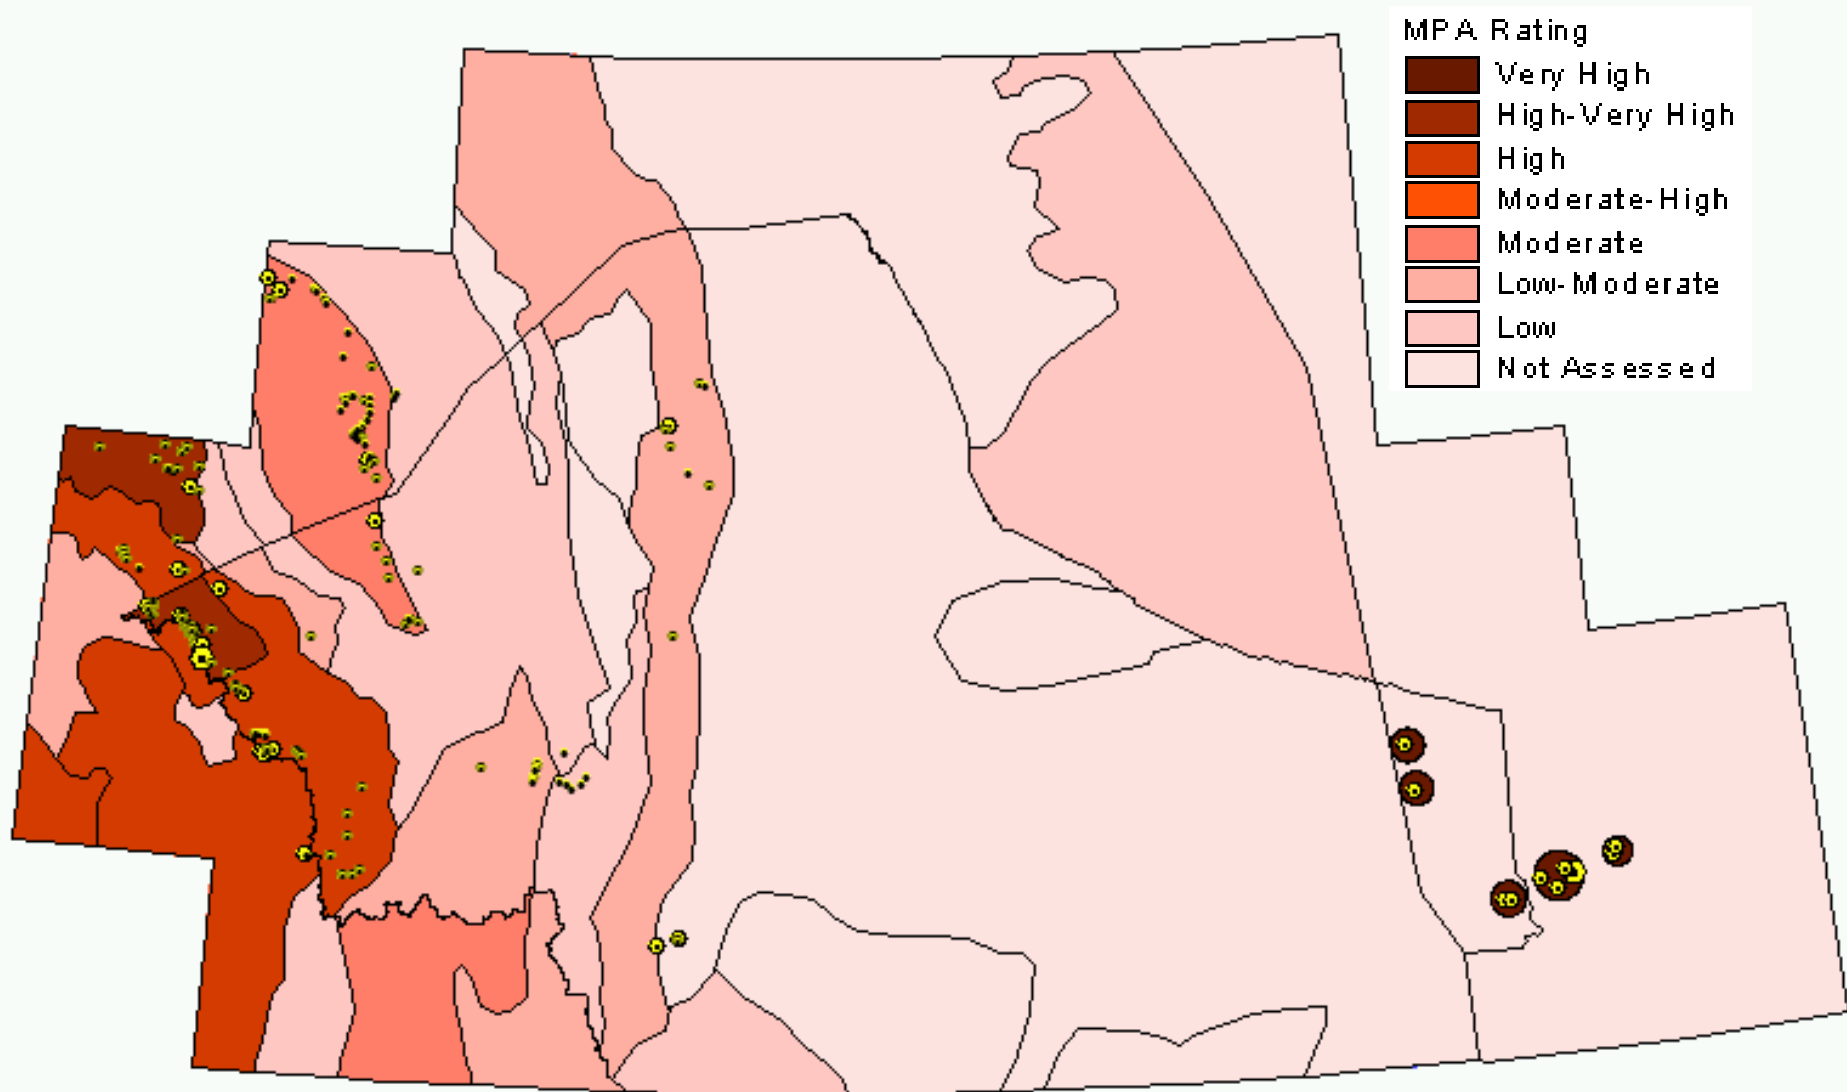 MPA Rating
Very High
High-Very High
High
Moderate-High
Moderate
Low-Moderate
Low
Not Assessed